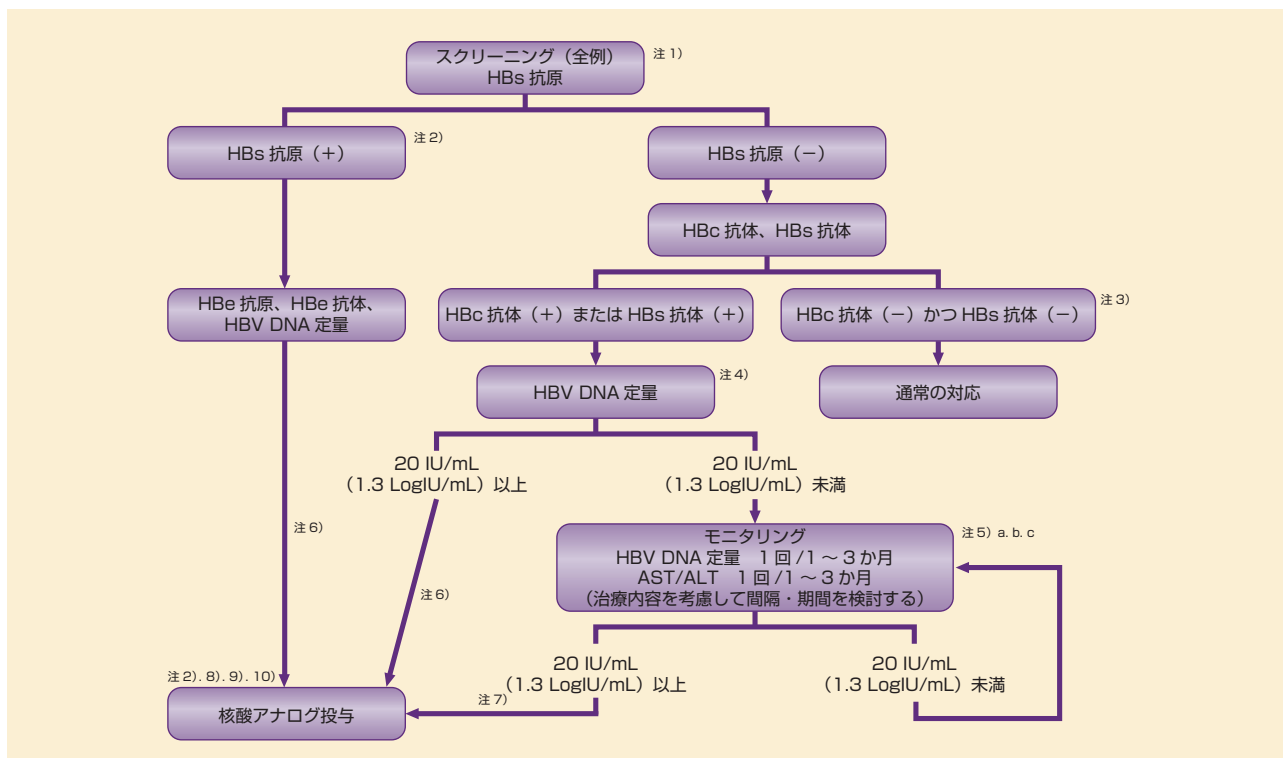 スクリーニング（全例）
HBs 抗原
注 1）
HBs 抗原（＋）
注 2）
HBs 抗原（－）
HBc 抗体、HBs 抗体
HBe 抗原、HBe 抗体、
HBV DNA 定量
HBc 抗体（＋）または HBs 抗体（＋）
HBc 抗体（－）かつ HBs 抗体（－）
注 3）
HBV DNA 定量
注 4）
通常の対応
20 IU/mL
（1.3 LogIU/mL）以上
20 IU/mL
（1.3 LogIU/mL）未満
注 6）
注 6）
モニタリング
HBV DNA 定量　1 回 /1 ～ 3 か月
AST/ALT　1 回 /1 ～ 3 か月
（治療内容を考慮して間隔・期間を検討する）
注 5）a. b. c
20 IU/mL
（1.3 LogIU/mL）以上
20 IU/mL
（1.3 LogIU/mL）未満
注 7）
注 2）. 8）. 9）. 10）
核酸アナログ投与